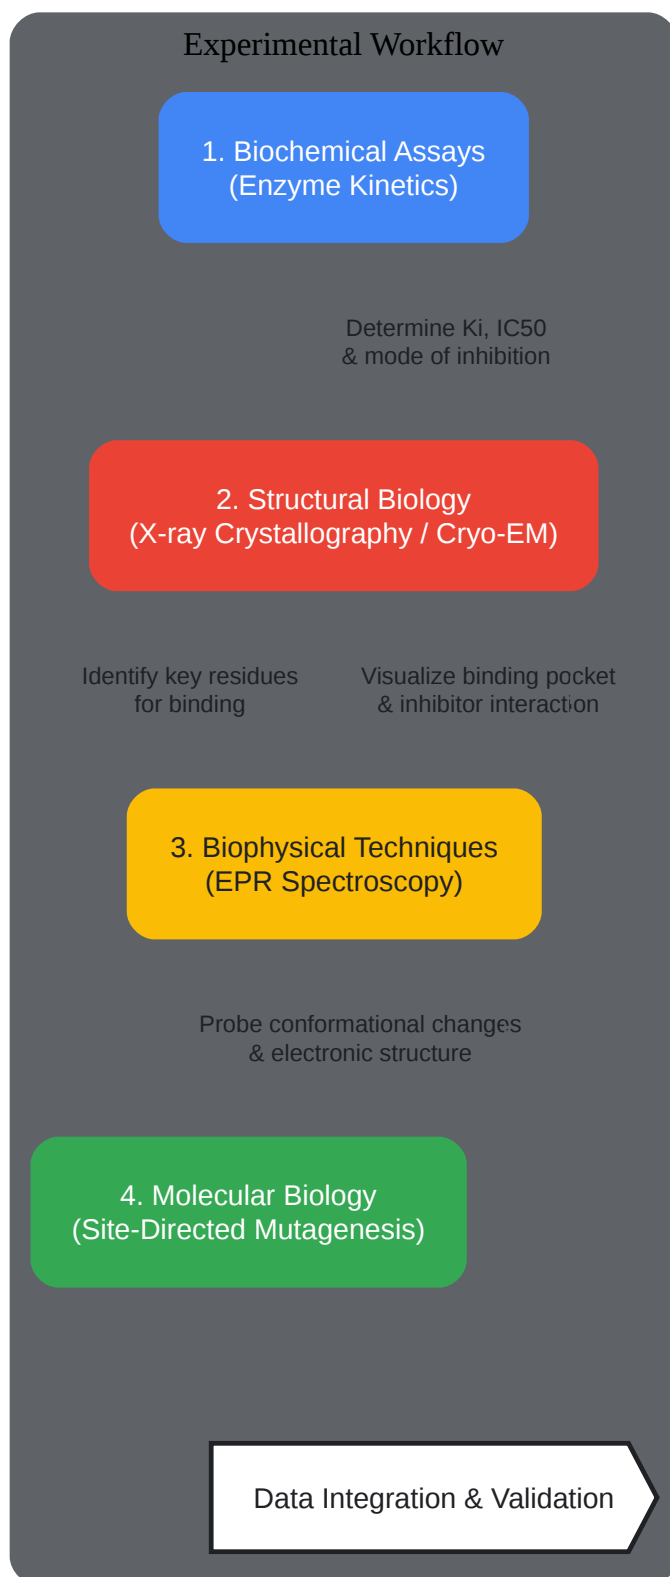 Experimental Workflow
1. Biochemical Assays
(Enzyme Kinetics)
Determine Ki, IC50
& mode of inhibition
2. Structural Biology
(X-ray Crystallography / Cryo-EM)
Identify key residues
for binding
Visualize binding pocket
& inhibitor interaction
3. Biophysical Techniques
(EPR Spectroscopy)
Probe conformational changes
& electronic structure
4. Molecular Biology
(Site-Directed Mutagenesis)
Data Integration & Validation